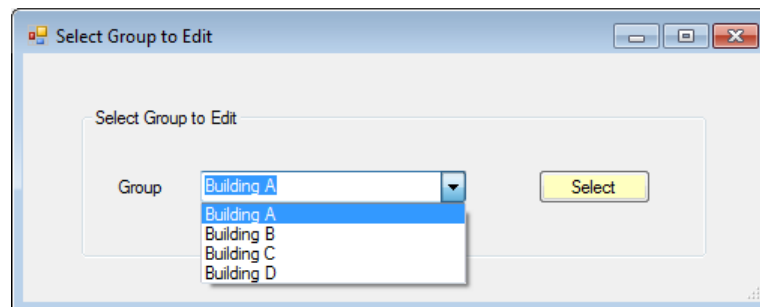 Select Group to Edit
Select Group to Edit
Group Building A Select
Building A
Building B
Building C
Building D